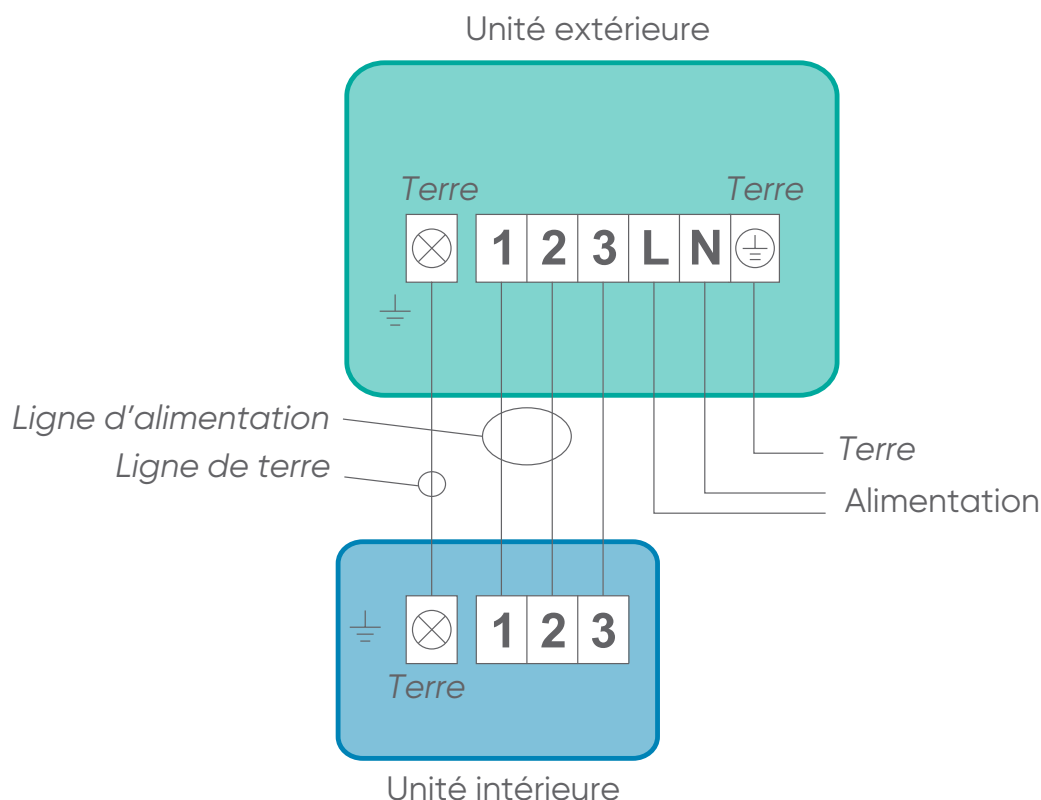 Unité extérieure
Terre Terre
1 2 3 L N
Ligne d'alimentation
Ligne de terre
Terre
Alimentation
1 2 3
Terre
Unité intérieure